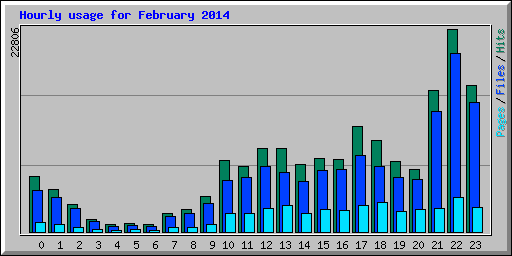 Hourly usage for February 2014
22806
Pages/Files/Hits
0 1 2 3 4 5 6 7 8 9 10 11 12 13 14 15 16 17 18 19 20 21 22 23